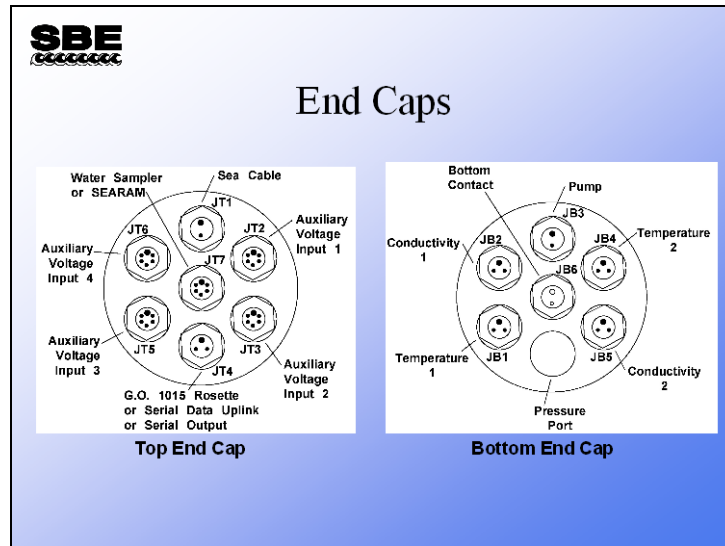 SBE
End Caps
Water Sampler
or SEARAM
Sea Cable
JT1
JT6
JT2
Auxiliary
Voltage
Input 1
JT7
Auxiliary
Voltage
Input 4
Auxiliary
Voltage
Input 3
JT5
JT3
Auxiliary
Voltage
Input 2
JT4
G.O. 1015 Rosette
or Serial Data Uplink
or Serial Output
Top End Cap
Bottom
Contact
Pump
JB3
JB2
JB4
Temperature
2
Conductivity
1
JB6
Temperature
1
JB1
JB5
Conductivity
2
Pressure
Port
Bottom End Cap